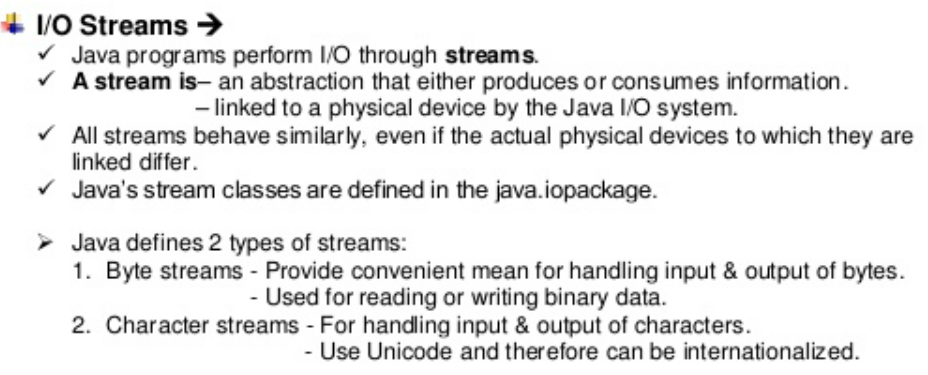 I/O Streams →
✓ Java programs perform I/O through streams.
✓ A stream is– an abstraction that either produces or consumes information.
– linked to a physical device by the Java I/O system.
✓ All streams behave similarly, even if the actual physical devices to which they are
linked differ.
✓ Java's stream classes are defined in the java.iopackage.
➢ Java defines 2 types of streams:
1. Byte streams - Provide convenient mean for handling input & output of bytes.
- Used for reading or writing binary data.
2. Character streams - For handling input & output of characters.
- Use Unicode and therefore can be internationalized.